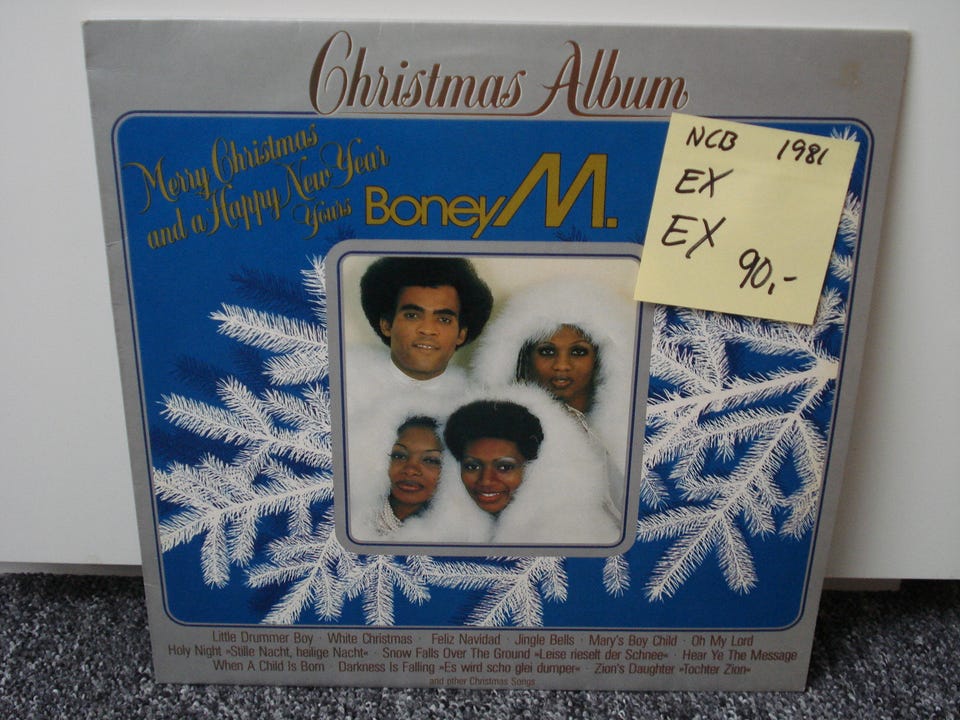 Christmas Album
Merry Christmas
and a Happy New Year
Yours
Boney M.
NCB 1981
EX
EX
90,-
Little Drummer Boy · White Christmas · Feliz Navidad · Jingle Bells · Mary's Boy Child · Oh My Lord
Holy Night »Stille Nacht, heilige Nacht« · Snow Falls Over The Ground »Leise rieselt der Schnee« · Hear Ye The Message
When A Child Is Born · Darkness Is Falling »Es wird scho glei dumper« · Zion's Daughter »Tochter Zion«
and other Christmas Songs